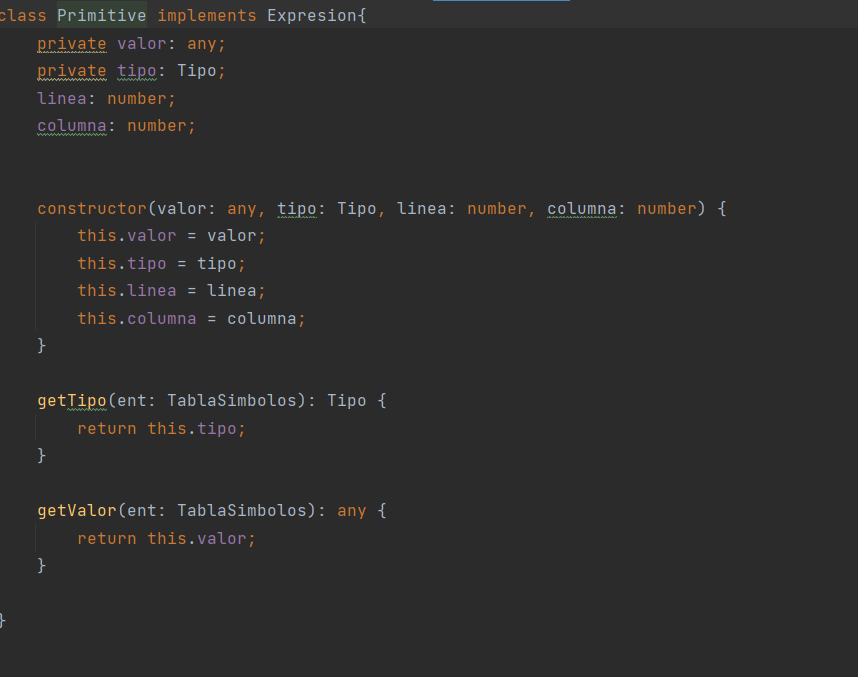 class Primitive implements Expresion{
    private valor: any;
    private tipo: Tipo;
    linea: number;
    columna: number;
    constructor(valor: any, tipo: Tipo, linea: number, columna: number) {
        this.valor = valor;
        this.tipo = tipo;
        this.linea = linea;
        this.columna = columna;
    }
    getTipo(ent: TablaSimbolos): Tipo {
        return this.tipo;
    }
    getValor(ent: TablaSimbolos): any {
        return this.valor;
    }
}